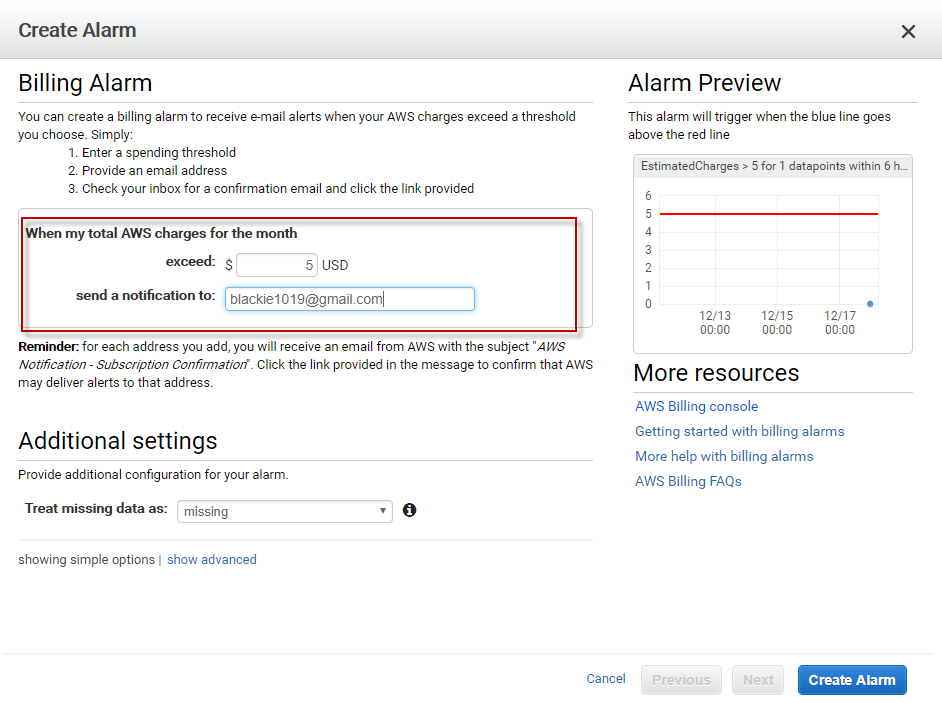 Create Alarm
Billing Alarm
You can create a billing alarm to receive e-mail alerts when your AWS charges exceed a threshold
you choose. Simply:
1. Enter a spending threshold
2. Provide an email address
3. Check your inbox for a confirmation email and click the link provided
When my total AWS charges for the month
exceed: $ 5 USD
send a notification to: blackie1019@gmail.com
Reminder: for each address you add, you will receive an email from AWS with the subject "AWS
Notification - Subscription Confirmation". Click the link provided in the message to confirm that AWS
may deliver alerts to that address.
Additional settings
Provide additional configuration for your alarm.
Treat missing data as: missing
showing simple options | show advanced
Alarm Preview
This alarm will trigger when the blue line goes
above the red line
EstimatedCharges > 5 for 1 datapoints within 6 h...
6
5
4
3
2
1
0
12/13 12/15 12/17
00:00 00:00 00:00
More resources
AWS Billing console
Getting started with billing alarms
More help with billing alarms
AWS Billing FAQs
Cancel Previous Next Create Alarm